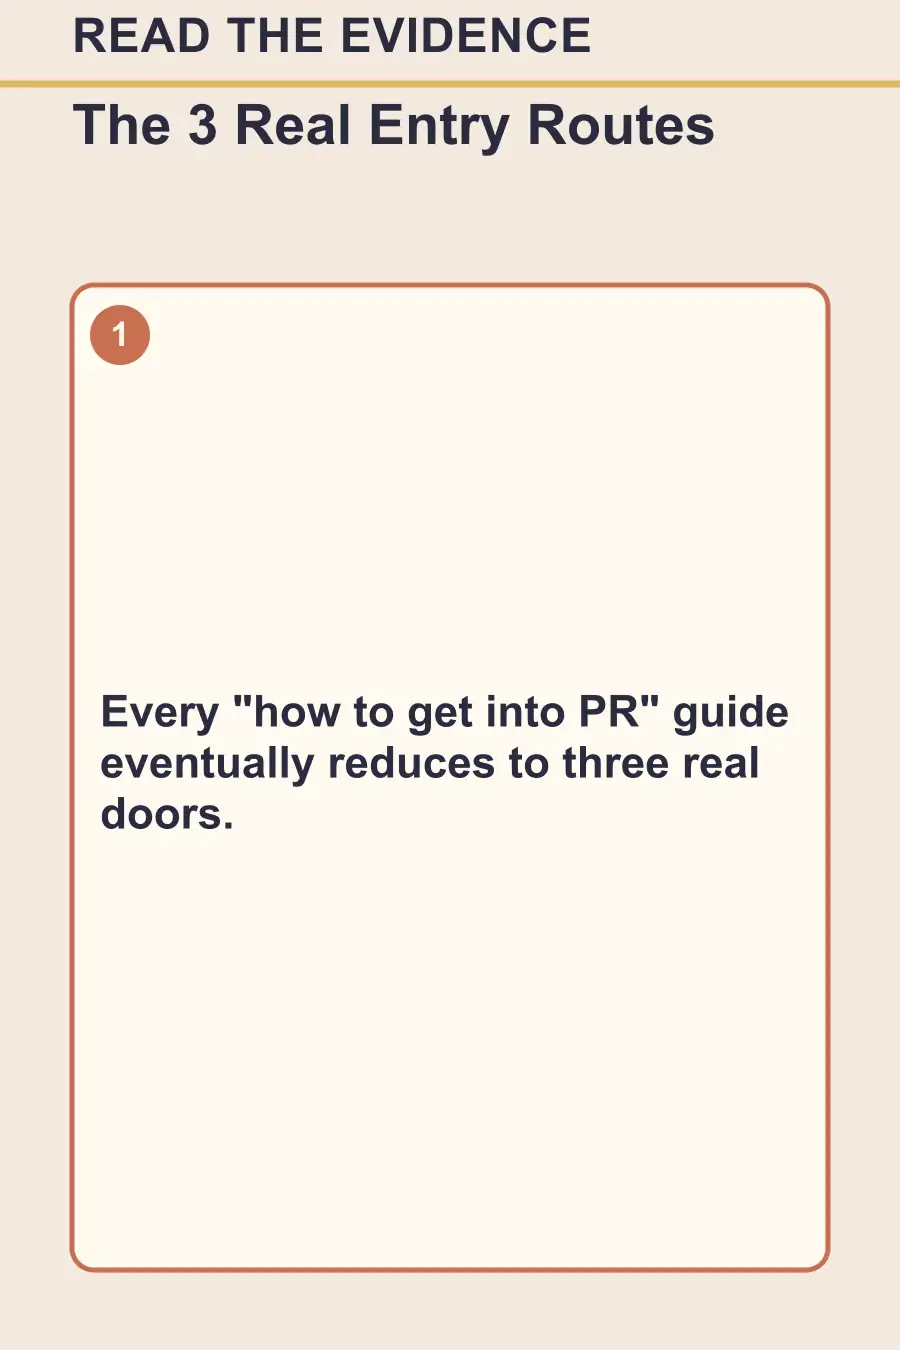 READ THE EVIDENCE
The 3 Real Entry Routes
1
Every "how to get into PR" guide
eventually reduces to three real
doors.